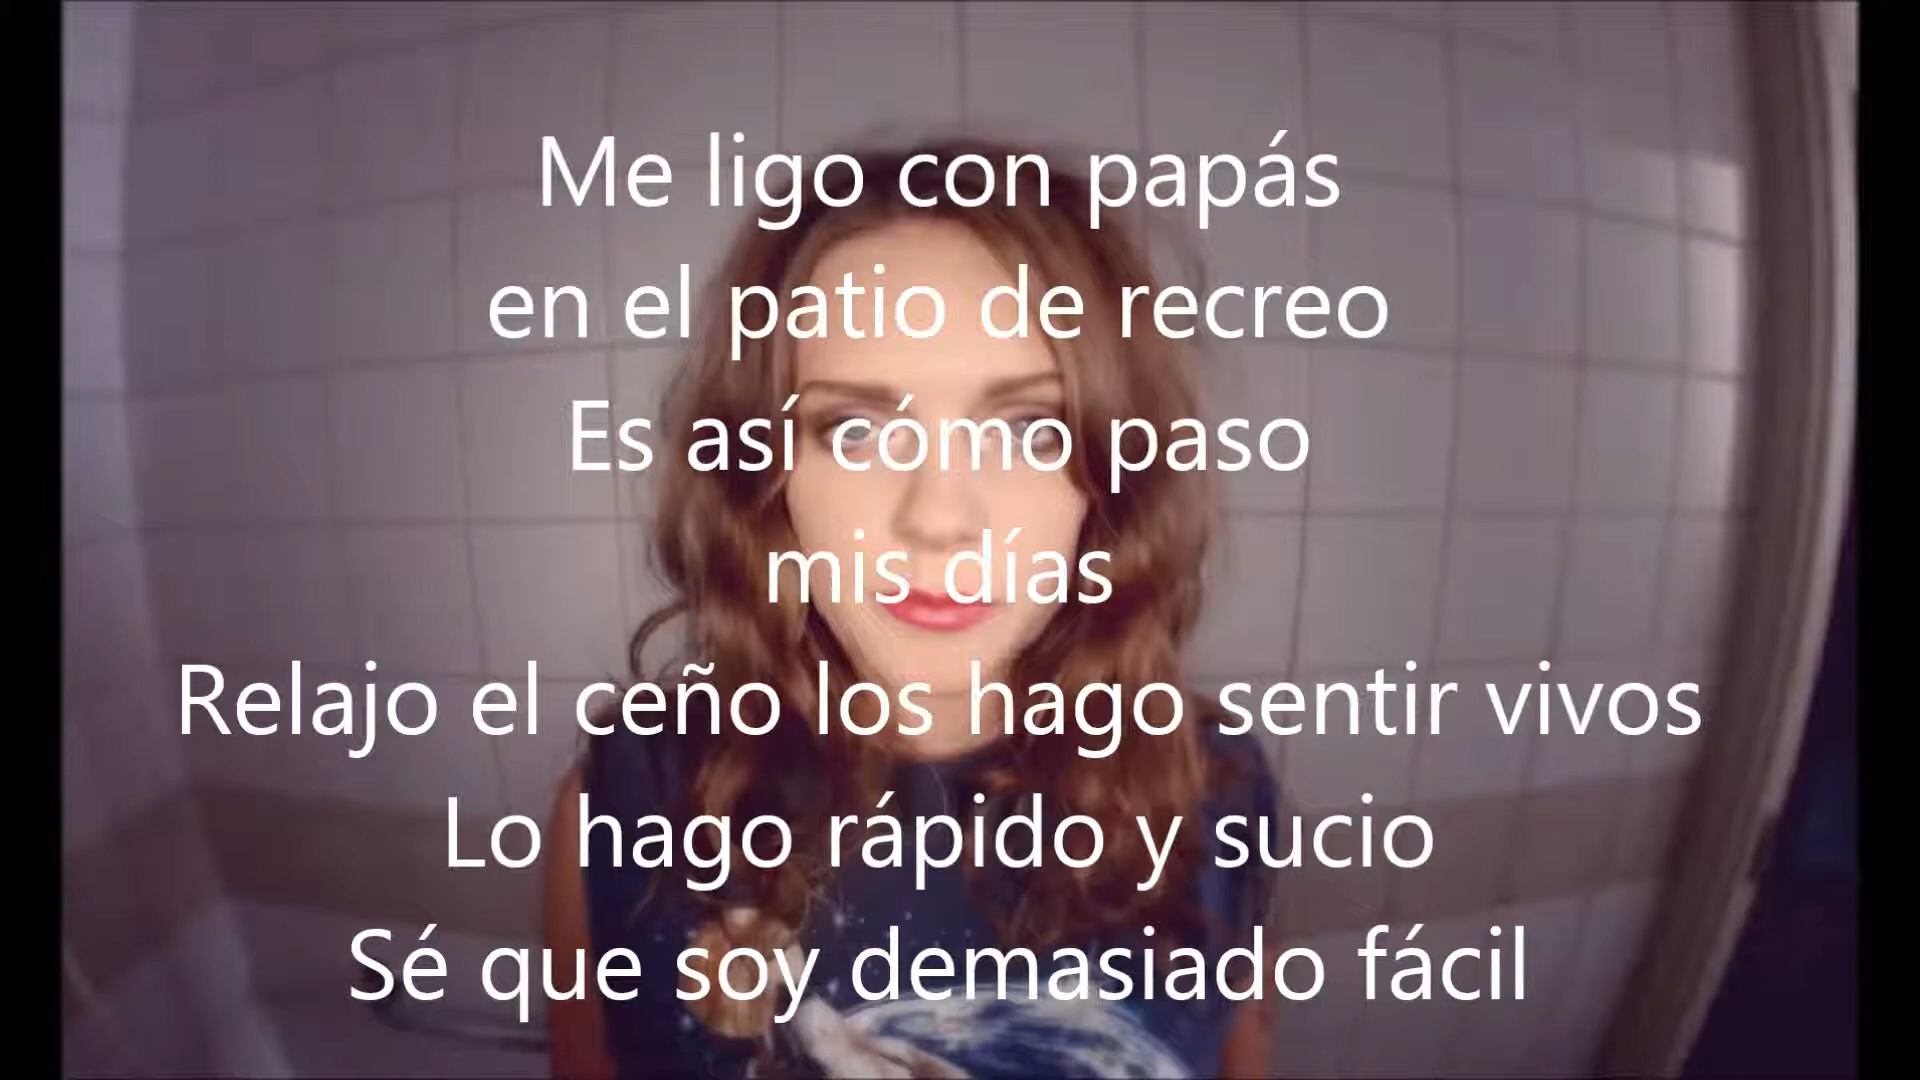 Me ligo con papás
en el patio de recreo
Es así cómo paso
mis días
Relajo el ceño los hago sentir vivos
Lo hago rápido y sucio
Sé que soy demasiado fácil